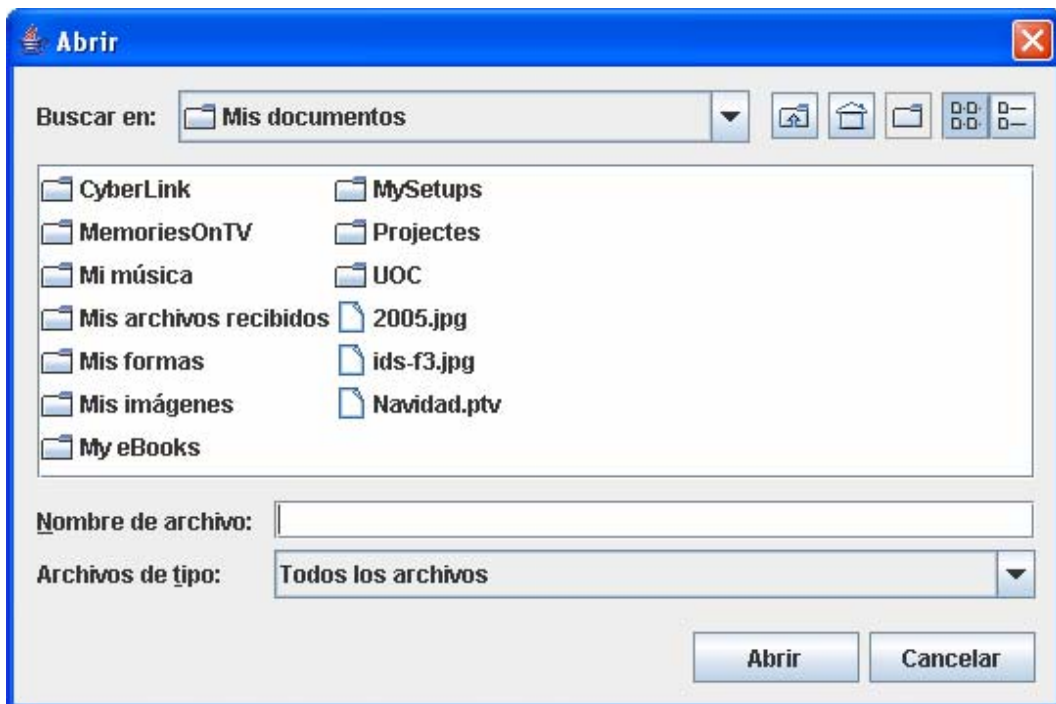 Abrir
Buscar en: Mis documentos
CyberLink
MemoriesOnTV
Mi música
Mis archivos recibidos
Mis formas
Mis imágenes
My eBooks
MySetups
Projectes
UOC
2005.jpg
ids-f3.jpg
Navidad.ptv
Nombre de archivo:
Archivos de tipo: Todos los archivos
Abrir Cancelar